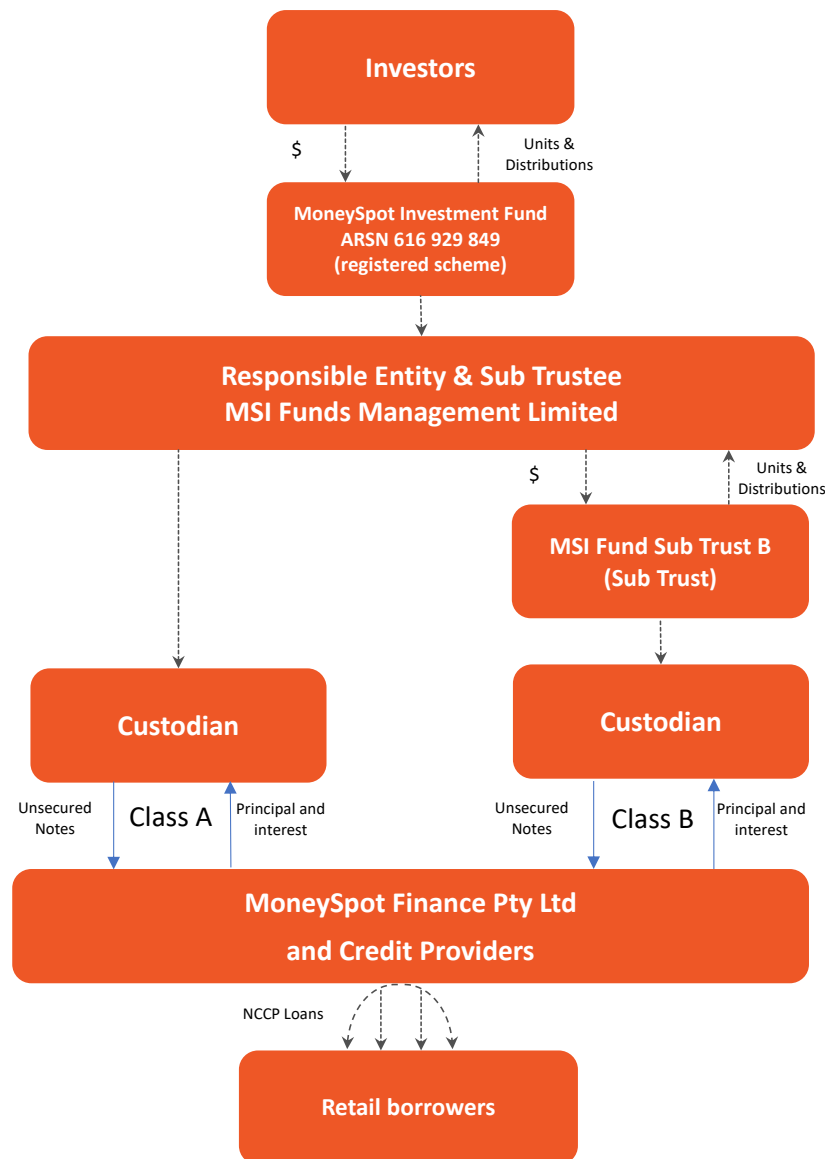 Investors
$
Units &
Distributions
MoneySpot Investment Fund
ARSN 616 929 849
(registered scheme)
Responsible Entity & Sub Trustee
MSI Funds Management Limited
$
Units &
Distributions
MSI Fund Sub Trust B
(Sub Trust)
Custodian
Custodian
Unsecured
Notes
Class A
Principal and
interest
Unsecured
Notes
Class B
Principal and
interest
MoneySpot Finance Pty Ltd
and Credit Providers
NCCP Loans
Retail borrowers